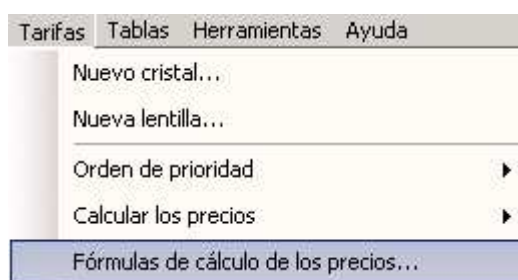 Tarifas Tablas Herramientas Ayuda
Nuevo cristal...
Nueva lentilla...
Orden de prioridad
Calcular los precios
Fórmulas de cálculo de los precios...